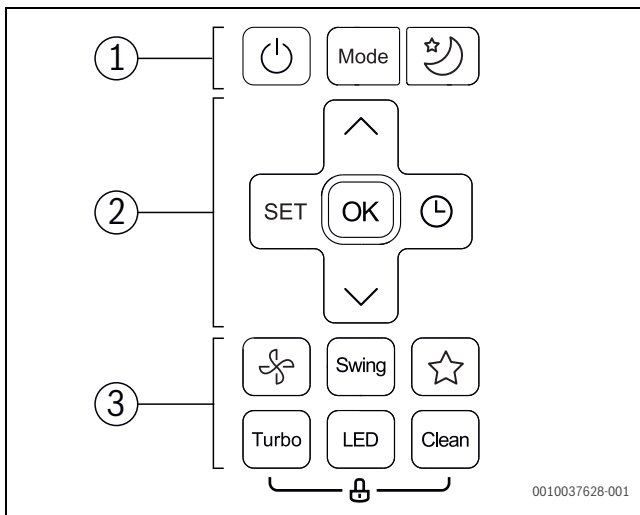 1
Mode
2
SET OK
3
Swing
Turbo LED Clean
0010037628-001